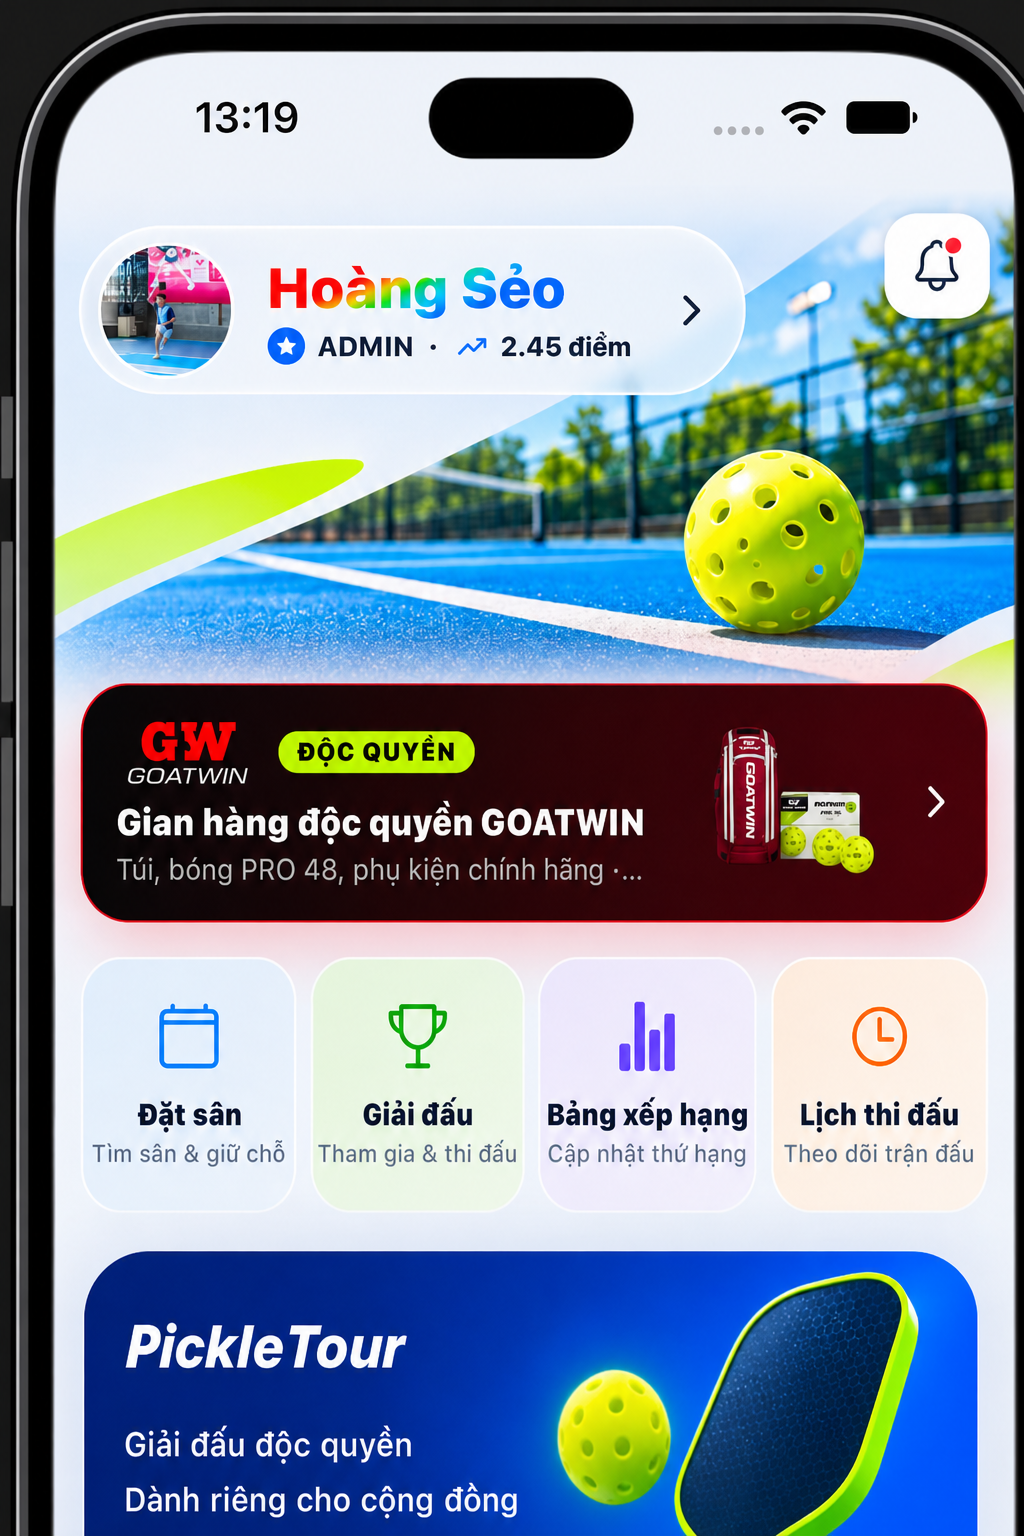 13:19
Hoàng Sẻo
ADMIN · 2.45 điểm
GW
GOATWIN
ĐỘC QUYỀN
Gian hàng độc quyền GOATWIN
Túi, bóng PRO 48, phụ kiện chính hãng ·...
GOATWIN
Đặt sân
Tìm sân & giữ chỗ
Giải đấu
Tham gia & thi đấu
Bảng xếp hạng
Cập nhật thứ hạng
Lịch thi đấu
Theo dõi trận đấu
PickleTour
Giải đấu độc quyền
Dành riêng cho cộng đồng